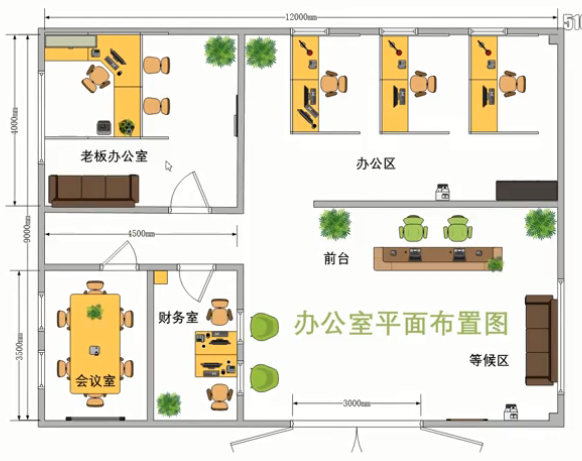 12000mm
510
4000mm
老板办公室
办公区
9000mm
4500mm
前台
财务室
办公室平面布置图
3500mm
会议室
等候区
3000mm